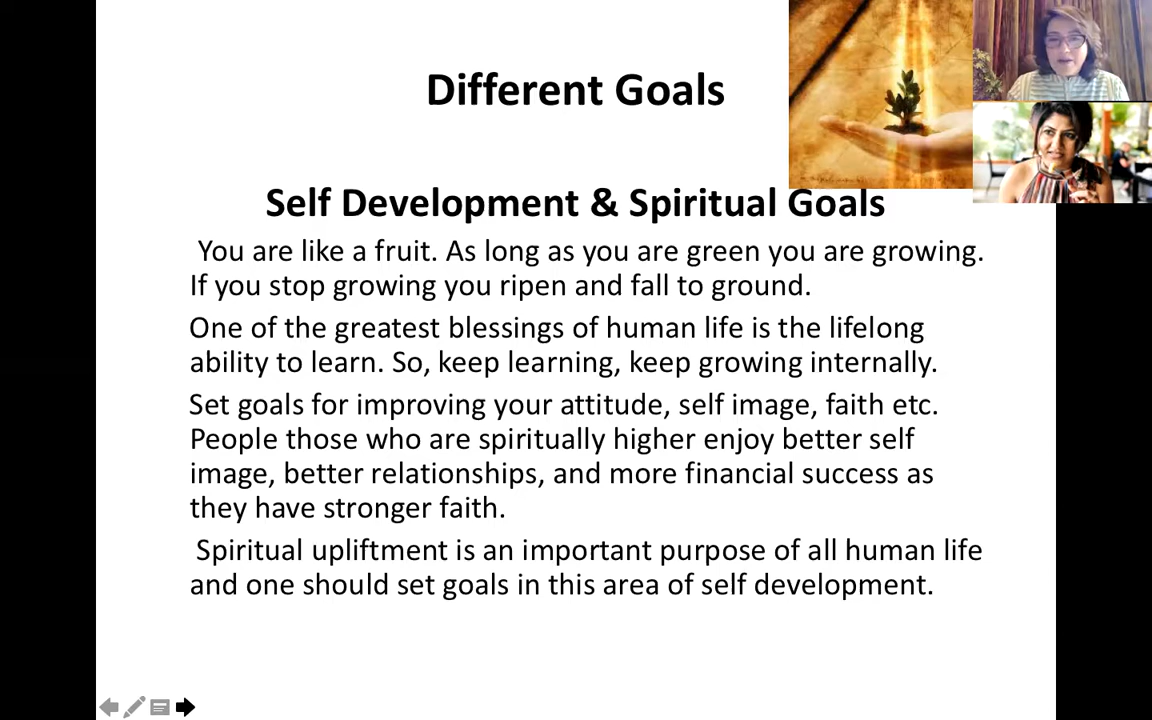 Different Goals
Self Development & Spiritual Goals
You are like a fruit. As long as you are green you are growing.
If you stop growing you ripen and fall to ground.
One of the greatest blessings of human life is the lifelong
ability to learn. So, keep learning, keep growing internally.
Set goals for improving your attitude, self image, faith etc.
People those who are spiritually higher enjoy better self
image, better relationships, and more financial success as
they have stronger faith.
Spiritual upliftment is an important purpose of all human life
and one should set goals in this area of self development.